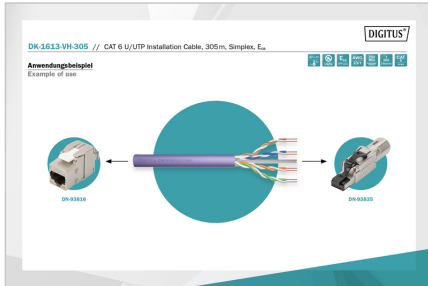 DIGITUS®
DK-1613-VH-305 // CAT 6 U/UTP Installation Cable, 305 m, Simplex, Eca
Anwendungsbeispiel
Example of use
DN-93816
DN-93835